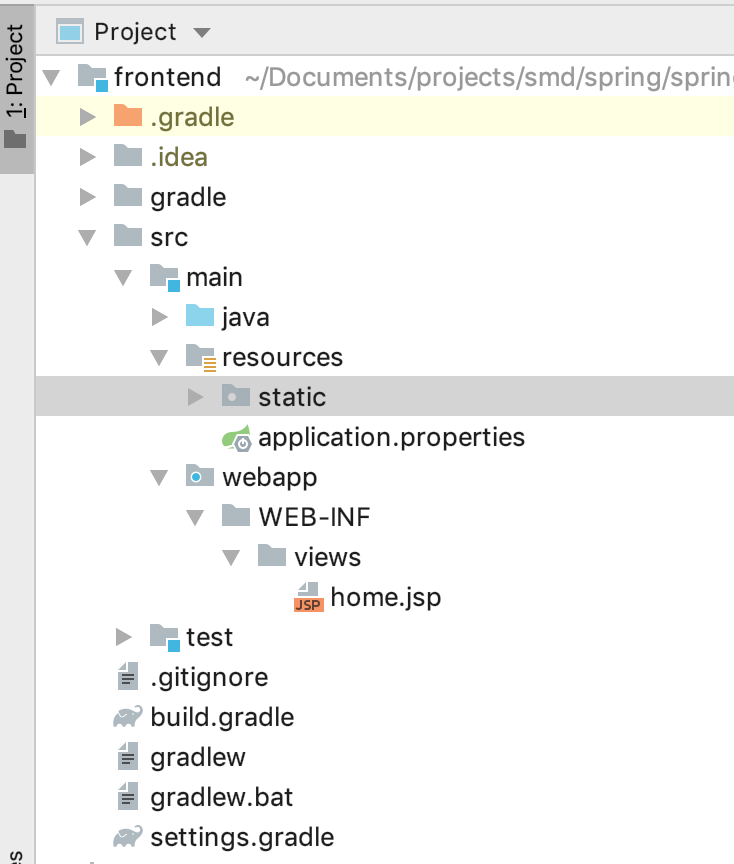 Project
1: Project
frontend ~/Documents/projects/smd/spring/sprin
.gradle
.idea
gradle
src
main
java
resources
static
application.properties
webapp
WEB-INF
views
JSP home.jsp
test
.gitignore
build.gradle
gradlew
gradlew.bat
settings.gradle
es